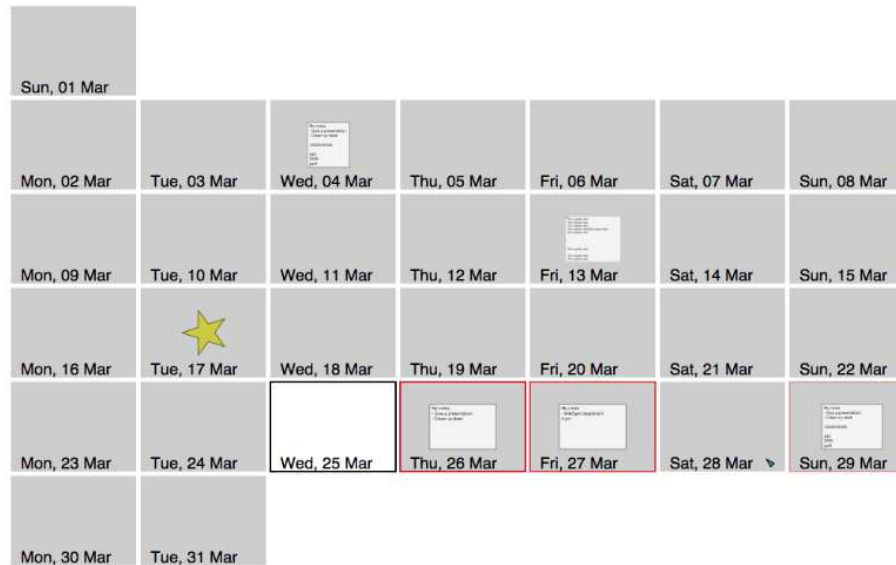 Sun, 01 Mar
Mon, 02 Mar Tue, 03 Mar Wed, 04 Mar Thu, 05 Mar Fri, 06 Mar Sat, 07 Mar Sun, 08 Mar
Mon, 09 Mar Tue, 10 Mar Wed, 11 Mar Thu, 12 Mar Fri, 13 Mar Sat, 14 Mar Sun, 15 Mar
Mon, 16 Mar Tue, 17 Mar Wed, 18 Mar Thu, 19 Mar Fri, 20 Mar Sat, 21 Mar Sun, 22 Mar
Mon, 23 Mar Tue, 24 Mar Wed, 25 Mar Thu, 26 Mar Fri, 27 Mar Sat, 28 Mar Sun, 29 Mar
Mon, 30 Mar Tue, 31 Mar